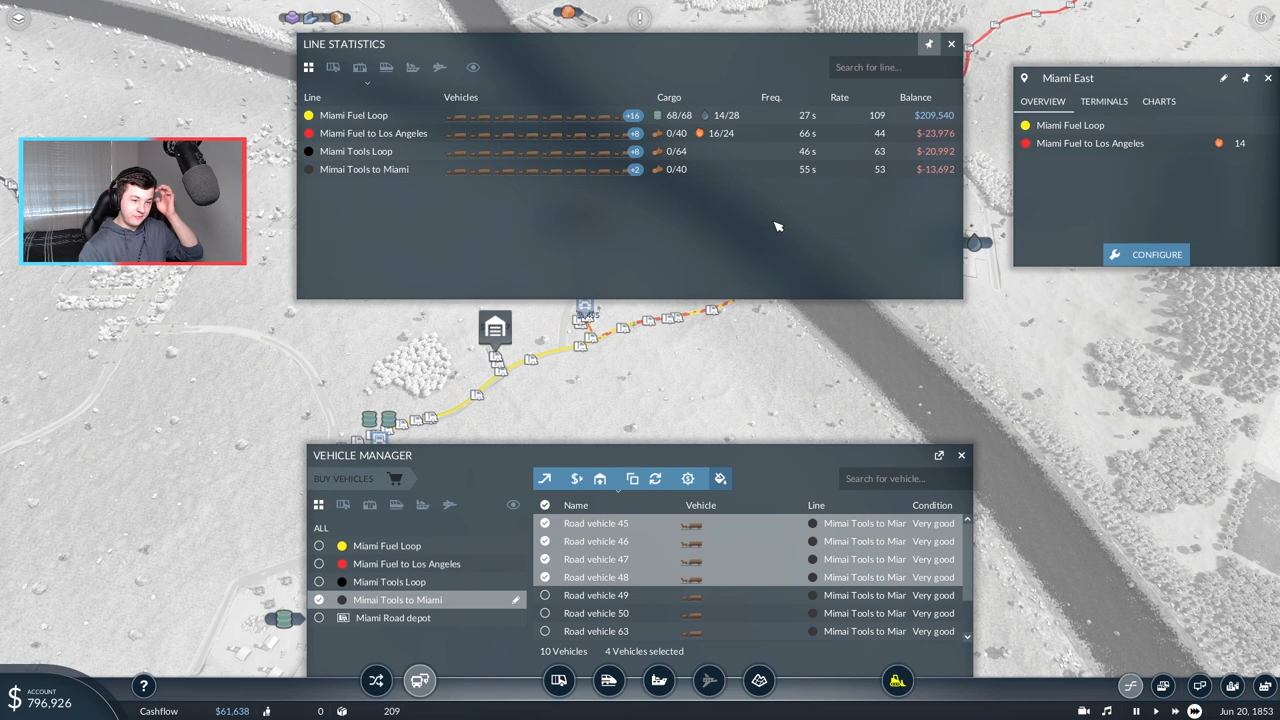 LINE STATISTICS
Search for line...
Line Vehicles Cargo Freq. Rate Balance
Miami Fuel Loop +16 68/68 14/28 27 s 109 $209,540
Miami Fuel to Los Angeles +8 0/40 16/24 66 s 44 $-23,976
Miami Tools Loop +8 0/64 46 s 63 $-20,992
Mimai Tools to Miami +2 0/40 55 s 53 $-13,692
Miami East
OVERVIEW TERMINALS CHARTS
Miami Fuel Loop
Miami Fuel to Los Angeles 14
CONFIGURE
VEHICLE MANAGER
BUY VEHICLES
Search for vehicle...
ALL
Miami Fuel Loop
Miami Fuel to Los Angeles
Miami Tools Loop
Mimai Tools to Miami
Miami Road depot
Name Vehicle Line Condition
Road vehicle 45 Mimai Tools to Miar Very good
Road vehicle 46 Mimai Tools to Miar Very good
Road vehicle 47 Mimai Tools to Miar Very good
Road vehicle 48 Mimai Tools to Miar Very good
Road vehicle 49 Mimai Tools to Miar Very good
Road vehicle 50 Mimai Tools to Miar Very good
Road vehicle 63 Mimai Tools to Miar Very good
10 Vehicles 4 Vehicles selected
$ ACCOUNT
796,926
?
Cashflow $61,638 0 209
Jun 20, 1853